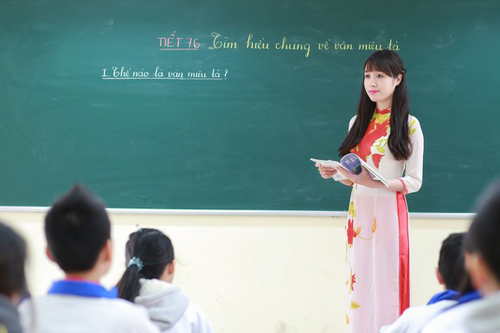 TIẾT 76 Tìm hiểu chung về văn miêu tả
I. Thế nào là văn miêu tả?